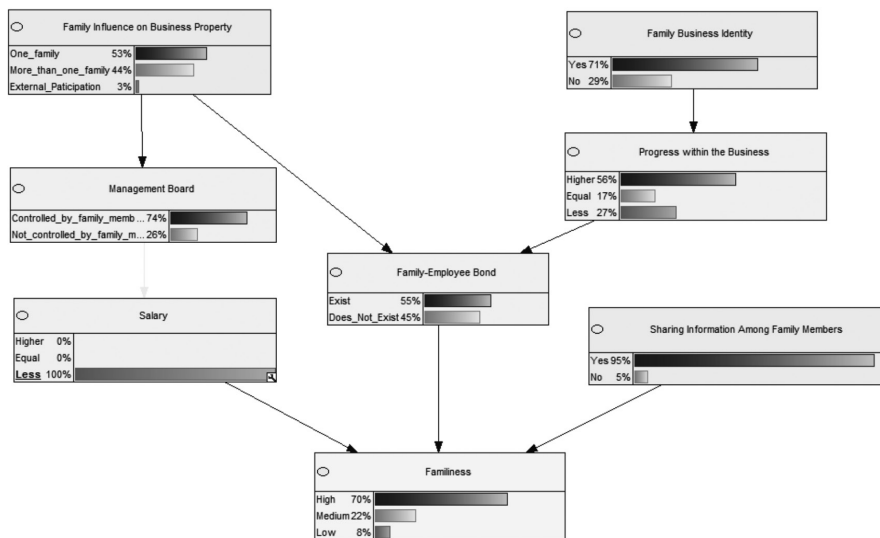 Family Influence on Business Property
One_family 53%
More_than_one_family 44%
External_Paticipation 3%
Family Business Identity
Yes 71%
No 29%
Progress within the Business
Higher 56%
Equal 17%
Less 27%
Management Board
Controlled_by_family_memb ... 74%
Not_controlled_by_family_m... 26%
Family-Employee Bond
Exist 55%
Does_Not_Exist 45%
Salary
Higher 0%
Equal 0%
Less 100%
Sharing Information Among Family Members
Yes 95%
No 5%
Familiness
High 70%
Medium 22%
Low 8%